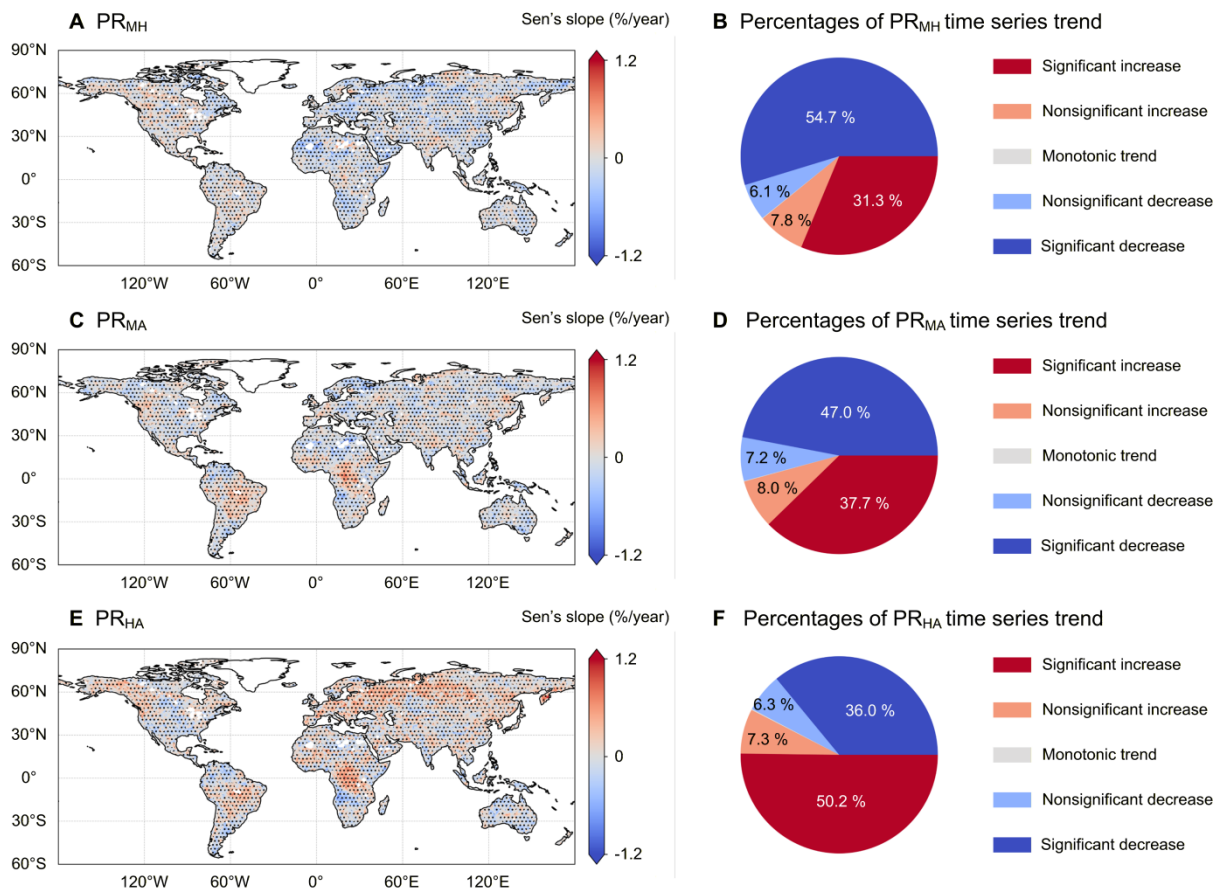 A PR_MH Sen's slope (%/year)
90°N
60°N
30°N
0°
30°S
60°S
120°W 60°W 0° 60°E 120°E
1.2
0
-1.2
B Percentages of PR_MH time series trend
54.7 %
6.1 %
7.8 %
31.3 %
Significant increase
Nonsignificant increase
Monotonic trend
Nonsignificant decrease
Significant decrease
C PR_MA Sen's slope (%/year)
90°N
60°N
30°N
0°
30°S
60°S
120°W 60°W 0° 60°E 120°E
1.2
0
-1.2
D Percentages of PR_MA time series trend
47.0 %
7.2 %
8.0 %
37.7 %
Significant increase
Nonsignificant increase
Monotonic trend
Nonsignificant decrease
Significant decrease
E PR_HA Sen's slope (%/year)
90°N
60°N
30°N
0°
30°S
60°S
120°W 60°W 0° 60°E 120°E
1.2
0
-1.2
F Percentages of PR_HA time series trend
36.0 %
6.3 %
7.3 %
50.2 %
Significant increase
Nonsignificant increase
Monotonic trend
Nonsignificant decrease
Significant decrease